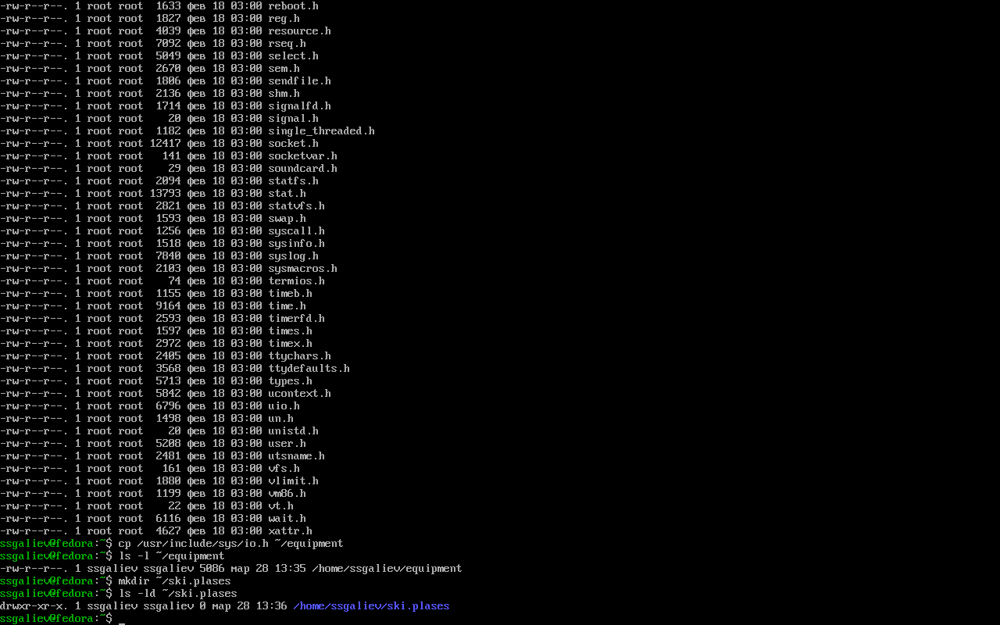 -rw-r--r--. 1 root root  1633 фев 18 03:00 reboot.h
-rw-r--r--. 1 root root  1827 фев 18 03:00 reg.h
-rw-r--r--. 1 root root  4039 фев 18 03:00 resource.h
-rw-r--r--. 1 root root  7092 фев 18 03:00 rseq.h
-rw-r--r--. 1 root root  5049 фев 18 03:00 select.h
-rw-r--r--. 1 root root  2670 фев 18 03:00 sem.h
-rw-r--r--. 1 root root  1806 фев 18 03:00 sendfile.h
-rw-r--r--. 1 root root  2136 фев 18 03:00 shm.h
-rw-r--r--. 1 root root  1714 фев 18 03:00 signalfd.h
-rw-r--r--. 1 root root    20 фев 18 03:00 signal.h
-rw-r--r--. 1 root root  1182 фев 18 03:00 single_threaded.h
-rw-r--r--. 1 root root 12417 фев 18 03:00 socket.h
-rw-r--r--. 1 root root   141 фев 18 03:00 socketvar.h
-rw-r--r--. 1 root root    29 фев 18 03:00 soundcard.h
-rw-r--r--. 1 root root  2094 фев 18 03:00 statfs.h
-rw-r--r--. 1 root root 13793 фев 18 03:00 stat.h
-rw-r--r--. 1 root root  2821 фев 18 03:00 statvfs.h
-rw-r--r--. 1 root root  1593 фев 18 03:00 swap.h
-rw-r--r--. 1 root root  1256 фев 18 03:00 syscall.h
-rw-r--r--. 1 root root  1518 фев 18 03:00 sysinfo.h
-rw-r--r--. 1 root root  7840 фев 18 03:00 syslog.h
-rw-r--r--. 1 root root  2103 фев 18 03:00 sysmacros.h
-rw-r--r--. 1 root root    74 фев 18 03:00 termios.h
-rw-r--r--. 1 root root  1155 фев 18 03:00 timeb.h
-rw-r--r--. 1 root root  9164 фев 18 03:00 time.h
-rw-r--r--. 1 root root  2593 фев 18 03:00 timerfd.h
-rw-r--r--. 1 root root  1597 фев 18 03:00 times.h
-rw-r--r--. 1 root root  2972 фев 18 03:00 timex.h
-rw-r--r--. 1 root root  2405 фев 18 03:00 ttychars.h
-rw-r--r--. 1 root root  3568 фев 18 03:00 ttydefaults.h
-rw-r--r--. 1 root root  5713 фев 18 03:00 types.h
-rw-r--r--. 1 root root  5842 фев 18 03:00 ucontext.h
-rw-r--r--. 1 root root  6796 фев 18 03:00 uio.h
-rw-r--r--. 1 root root  1498 фев 18 03:00 un.h
-rw-r--r--. 1 root root    20 фев 18 03:00 unistd.h
-rw-r--r--. 1 root root  5208 фев 18 03:00 user.h
-rw-r--r--. 1 root root  2481 фев 18 03:00 utsname.h
-rw-r--r--. 1 root root   161 фев 18 03:00 vfs.h
-rw-r--r--. 1 root root  1880 фев 18 03:00 vlimit.h
-rw-r--r--. 1 root root  1199 фев 18 03:00 vm86.h
-rw-r--r--. 1 root root    22 фев 18 03:00 vt.h
-rw-r--r--. 1 root root  6116 фев 18 03:00 wait.h
-rw-r--r--. 1 root root  4627 фев 18 03:00 xattr.h
ssgaliev@fedora:~$ cp /usr/include/sys/io.h ~/equipment
ssgaliev@fedora:~$ ls -l ~/equipment
-rw-r--r--. 1 ssgaliev ssgaliev 5086 мар 28 13:35 /home/ssgaliev/equipment
ssgaliev@fedora:~$ mkdir ~/ski.plases
ssgaliev@fedora:~$ ls -ld ~/ski.plases
drwxr-xr-x. 1 ssgaliev ssgaliev 0 мар 28 13:36 /home/ssgaliev/ski.plases
ssgaliev@fedora:~$ _